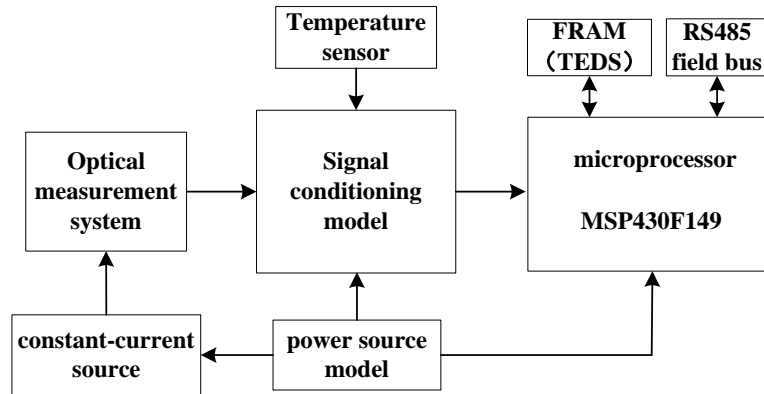 Temperature
sensor
FRAM
（TEDS）
RS485
field bus
Optical
measurement
system
Signal
conditioning
model
microprocessor
MSP430F149
constant-current
source
power source
model